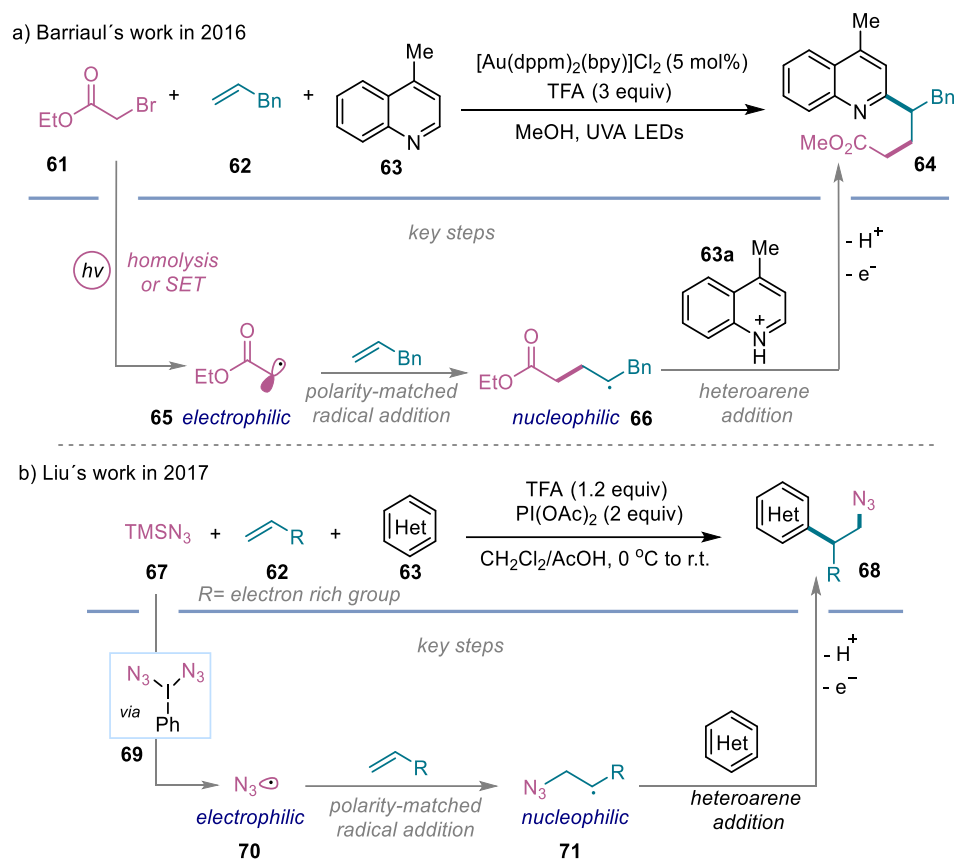 a) Barriaul´s work in 2016
O
EtO
Br
+
Bn
+
Me
N
[Au(dppm)2(bpy)]Cl2 (5 mol%)
TFA (3 equiv)
MeOH, UVA LEDs
Me
N
Bn
MeO2C
61
62
63
64
key steps
hv
homolysis
or SET
63a
Me
+
N
H
- H+
- e–
O
EtO
Bn
polarity-matched
radical addition
O
EtO
Bn
heteroarene
addition
65 electrophilic
nucleophilic 66
b) Liu´s work in 2017
TMSN3
+
R
+
Het
TFA (1.2 equiv)
PI(OAc)2 (2 equiv)
CH2Cl2/AcOH, 0 oC to r.t.
Het
N3
R
67
62
63
68
R= electron rich group
key steps
N3
N3
I
via
Ph
69
- H+
- e–
N3
R
polarity-matched
radical addition
N3
R
Het
heteroarene
addition
electrophilic
nucleophilic
70
71